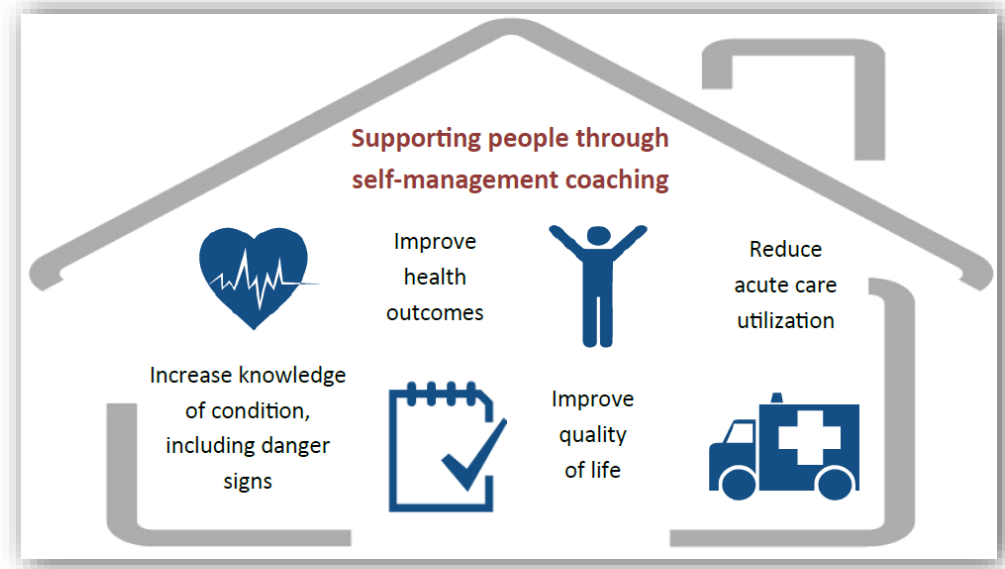 Supporting people through
self-management coaching
Improve
health
outcomes
Reduce
acute care
utilization
Increase knowledge
of condition,
including danger
signs
Improve
quality
of life